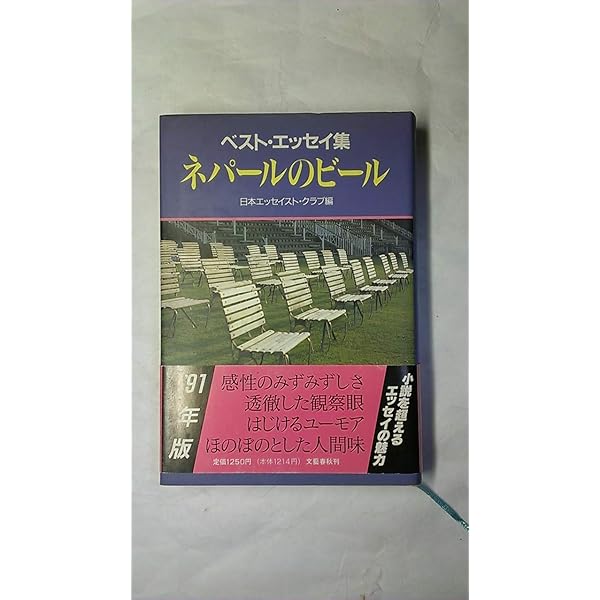 ベスト・エッセイ集
ネパールのビール
日本エッセイスト・クラブ編
'91年版
感性のみずみずしさ
透徹した観察眼
はじけるユーモア
ほのぼのとした人間味
定価1250円（本体1214円）文藝春秋刊
小説を超える
エッセイの魅力